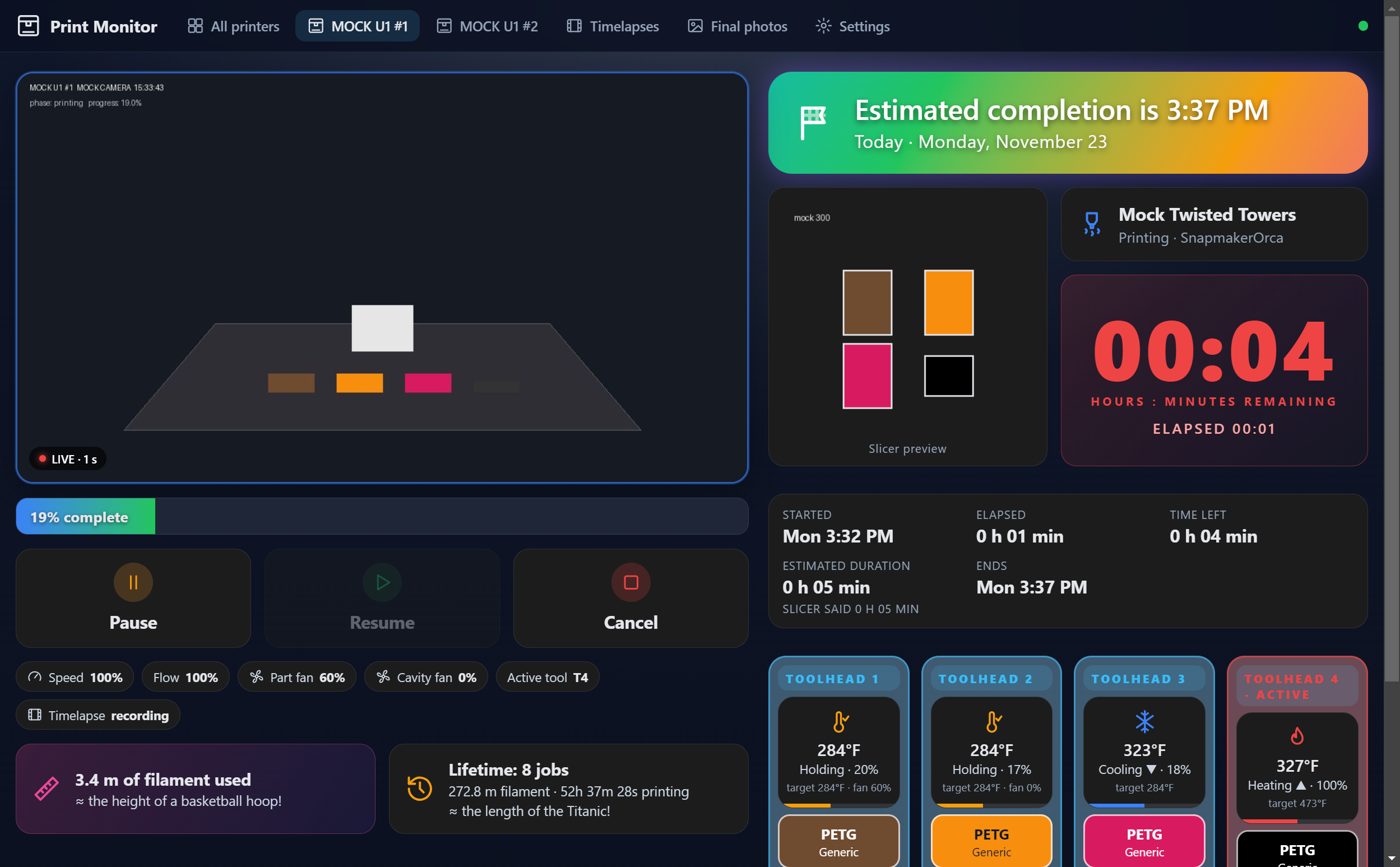 Print Monitor
All printers
MOCK U1 #1
MOCK U1 #2
Timelapses
Final photos
Settings
MOCK U1 #1 MOCK CAMERA 15:33:43
phase: printing progress: 19.0%
LIVE · 1 s
19% complete
Pause
Resume
Cancel
Speed 100%
Flow 100%
Part fan 60%
Cavity fan 0%
Active tool T4
Timelapse recording
3.4 m of filament used
≈ the height of a basketball hoop!
Lifetime: 8 jobs
272.8 m filament · 52h 37m 28s printing
≈ the length of the Titanic!
Estimated completion is 3:37 PM
Today · Monday, November 23
mock 300
Slicer preview
Mock Twisted Towers
Printing · SnapmakerOrca
00:04
HOURS : MINUTES REMAINING
ELAPSED 00:01
STARTED
Mon 3:32 PM
ELAPSED
0 h 01 min
TIME LEFT
0 h 04 min
ESTIMATED DURATION
0 h 05 min
SLICER SAID 0 H 05 MIN
ENDS
Mon 3:37 PM
TOOLHEAD 1
284°F
Holding · 20%
target 284°F · fan 60%
PETG
Generic
TOOLHEAD 2
284°F
Holding · 17%
target 284°F · fan 0%
PETG
Generic
TOOLHEAD 3
323°F
Cooling ▼ · 18%
target 284°F
PETG
Generic
TOOLHEAD 4
· ACTIVE
327°F
Heating ▲ · 100%
target 473°F
PETG
Generic